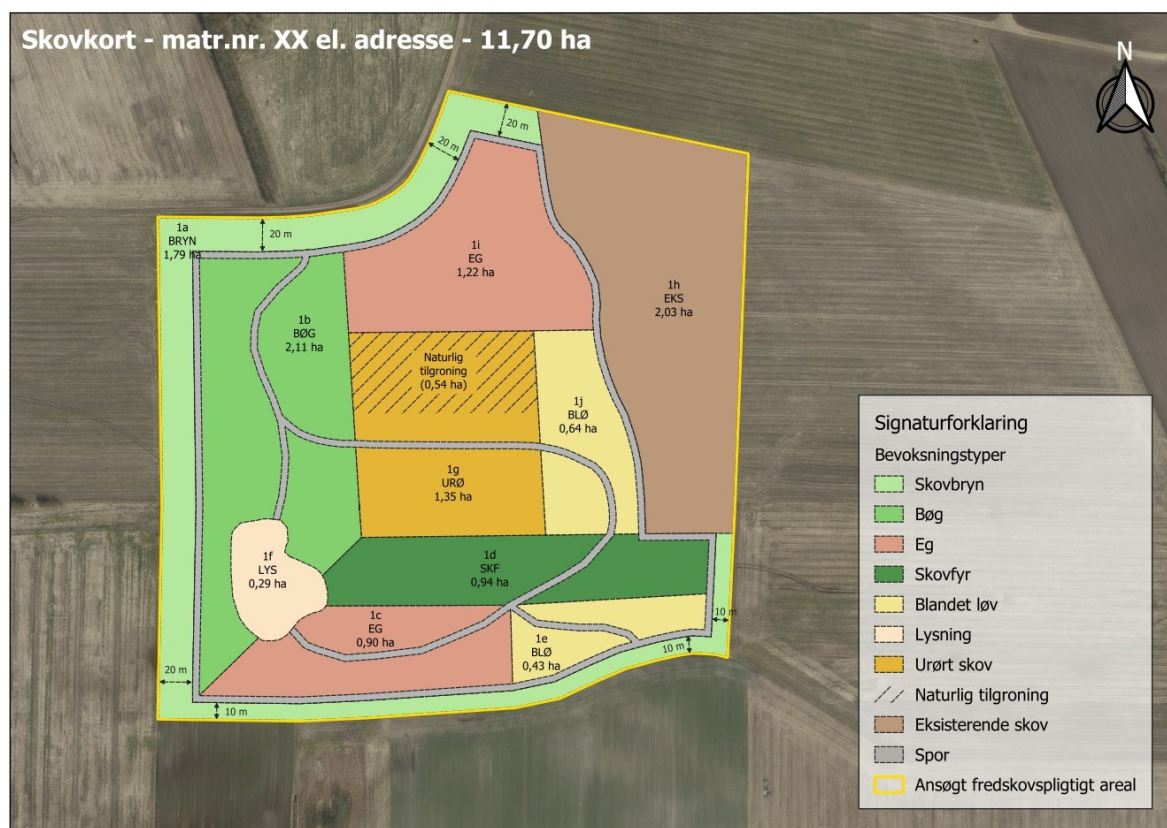 Skovkort - matr.nr. XX el. adresse - 11,70 ha
N
20 m
20 m
20 m
1a
BRYN
1,79 ha
1i
EG
1,22 ha
1h
EKS
2,03 ha
1b
BØG
2,11 ha
Naturlig
tilgroning
(0,54 ha)
1j
BLØ
0,64 ha
1g
URØ
1,35 ha
1f
LYS
0,29 ha
1d
SKF
0,94 ha
1c
EG
0,90 ha
1e
BLØ
0,43 ha
10 m
10 m
20 m
10 m
Signaturforklaring
Bevoksningstyper
Skovbryn
Bøg
Eg
Skovfyr
Blandet løv
Lysning
Urørt skov
Naturlig tilgroning
Eksisterende skov
Spor
Ansøgt fredskovspligtigt areal